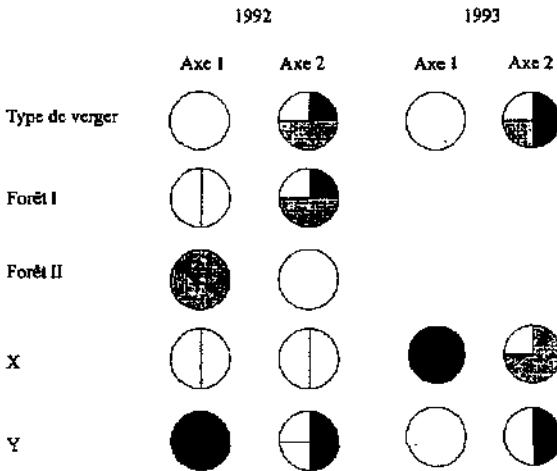 1992 1993
Axe 1 Axe 2 Axe 1 Axe 2
Type de verger
Forêt I
Forêt II
X
Y